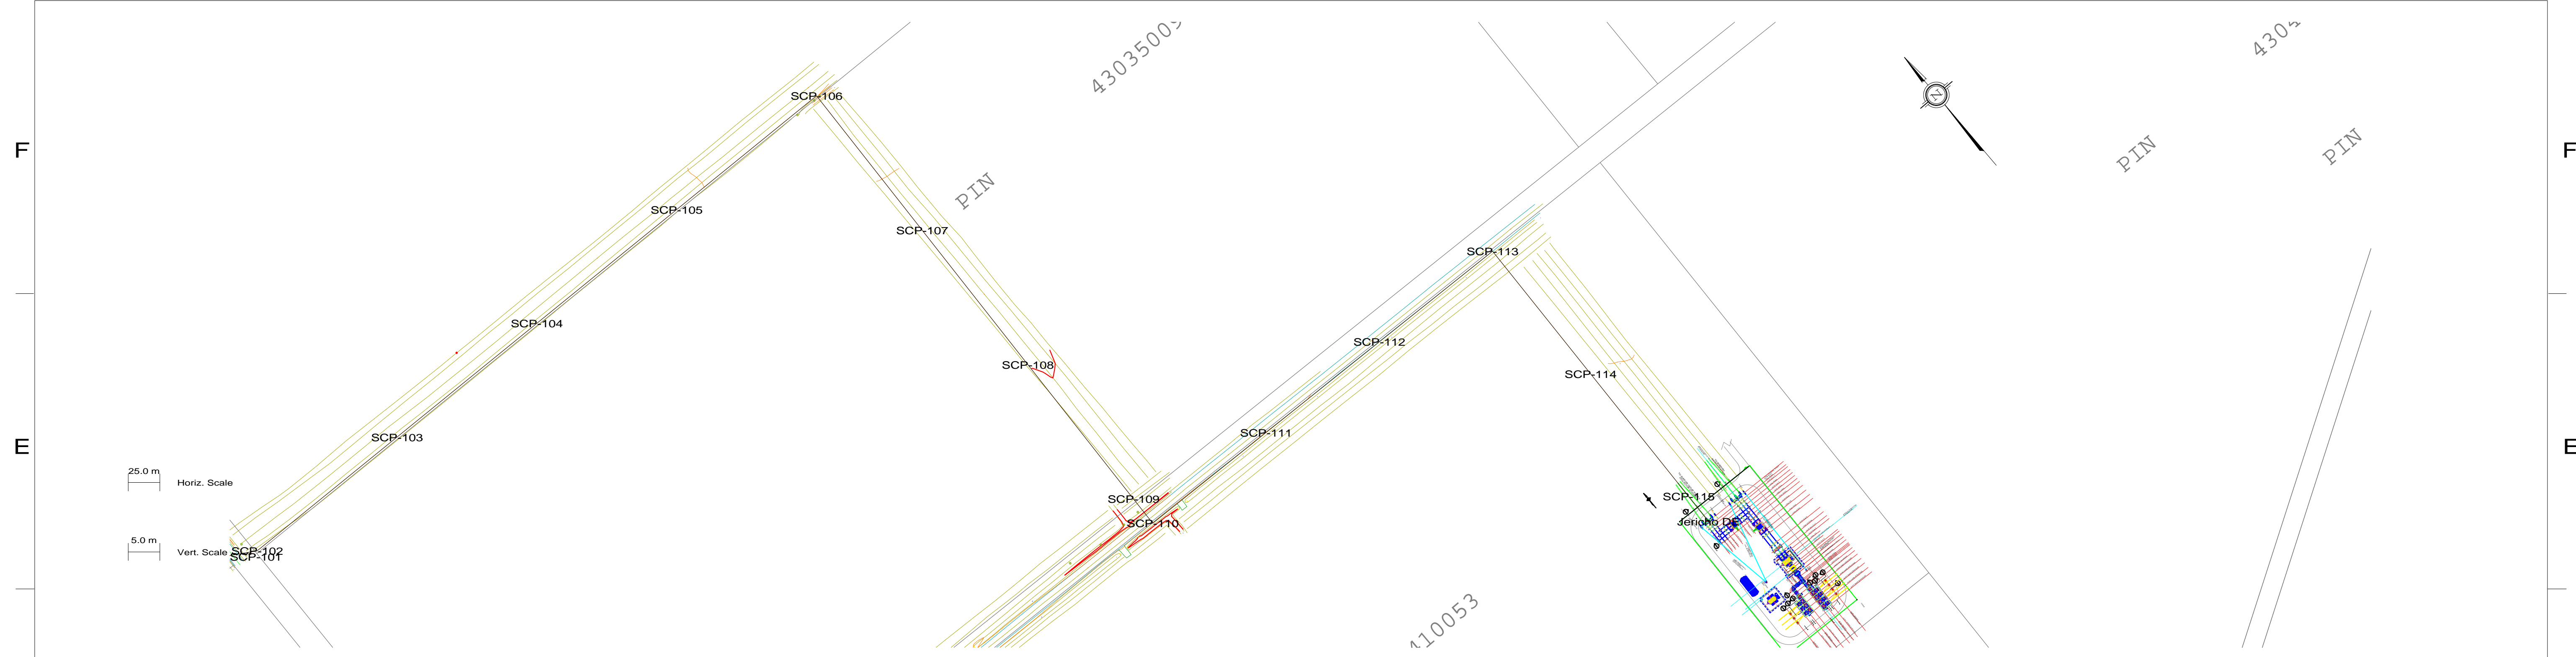 43035009
4304
SCP-106
F
F
PIN
PIN
PIN
N
SCP-105
SCP-107
SCP-113
SCP-104
SCP-112
SCP-108
SCP-114
SCP-103
SCP-111
E
E
25.0 m
Horiz. Scale
SCP-109
SCP-115
SCP-110
Jericho DE
5.0 m
Vert. Scale
SCP-102
SCP-101
410053